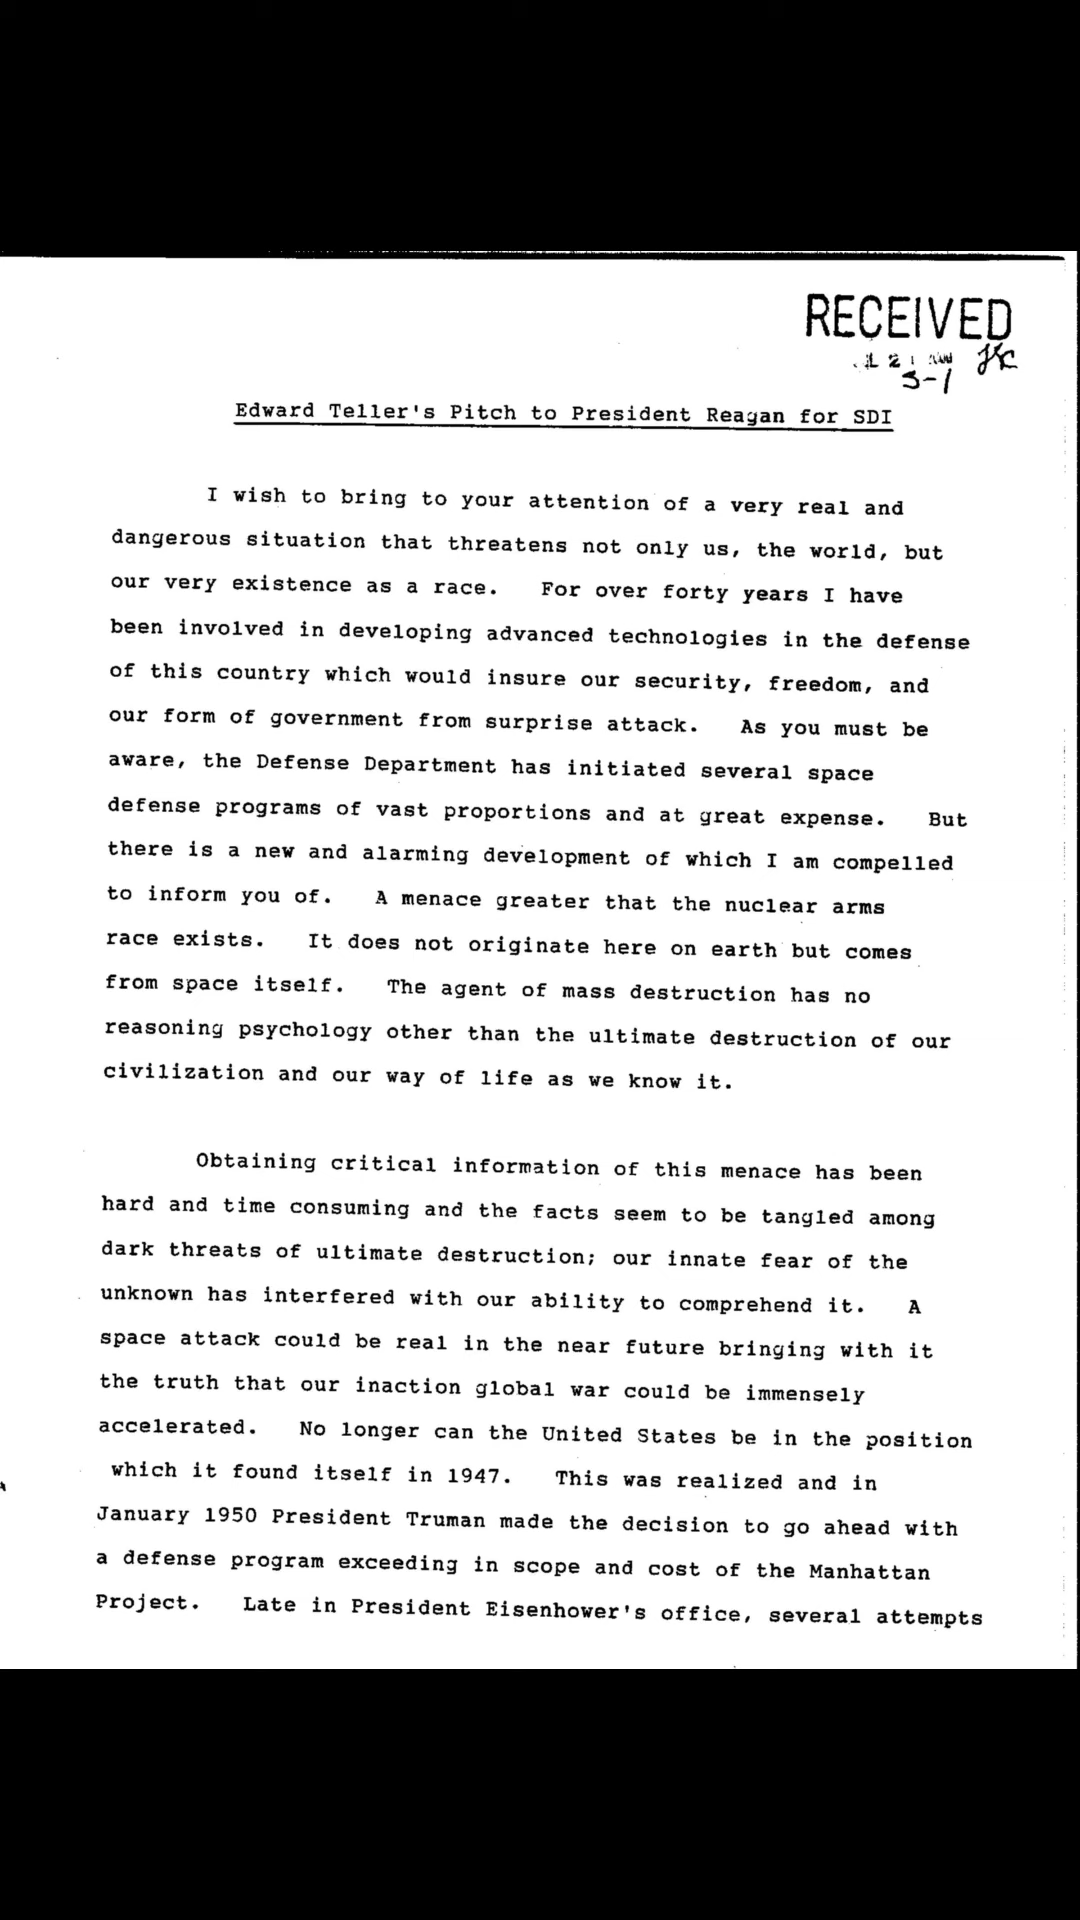 RECEIVED
3-1
Edward Teller's Pitch to President Reagan for SDI
I wish to bring to your attention of a very real and
dangerous situation that threatens not only us, the world, but
our very existence as a race. For over forty years I have
been involved in developing advanced technologies in the defense
of this country which would insure our security, freedom, and
our form of government from surprise attack. As you must be
aware, the Defense Department has initiated several space
defense programs of vast proportions and at great expense. But
there is a new and alarming development of which I am compelled
to inform you of. A menace greater that the nuclear arms
race exists. It does not originate here on earth but comes
from space itself. The agent of mass destruction has no
reasoning psychology other than the ultimate destruction of our
civilization and our way of life as we know it.
Obtaining critical information of this menace has been
hard and time consuming and the facts seem to be tangled among
dark threats of ultimate destruction; our innate fear of the
unknown has interfered with our ability to comprehend it. A
space attack could be real in the near future bringing with it
the truth that our inaction global war could be immensely
accelerated. No longer can the United States be in the position
which it found itself in 1947. This was realized and in
January 1950 President Truman made the decision to go ahead with
a defense program exceeding in scope and cost of the Manhattan
Project. Late in President Eisenhower's office, several attempts